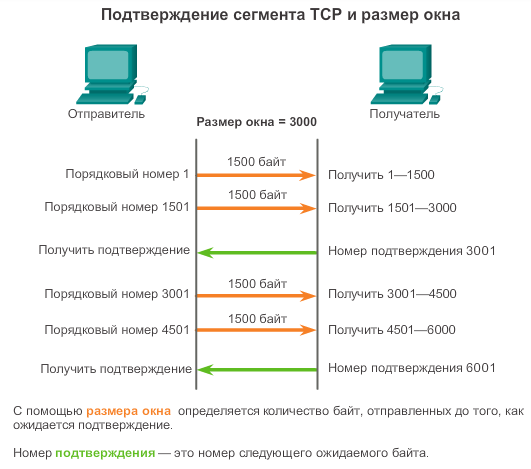 Подтверждение сегмента TCP и размер окна
Отправитель
Получатель
Размер окна = 3000
1500 байт
Порядковый номер 1
Получить 1—1500
1500 байт
Порядковый номер 1501
Получить 1501—3000
Получить подтверждение
Номер подтверждения 3001
1500 байт
Порядковый номер 3001
Получить 3001—4500
1500 байт
Порядковый номер 4501
Получить 4501—6000
Получить подтверждение
Номер подтверждения 6001
С помощью размера окна определяется количество байт, отправленных до того, как
ожидается подтверждение.
Номер подтверждения — это номер следующего ожидаемого байта.